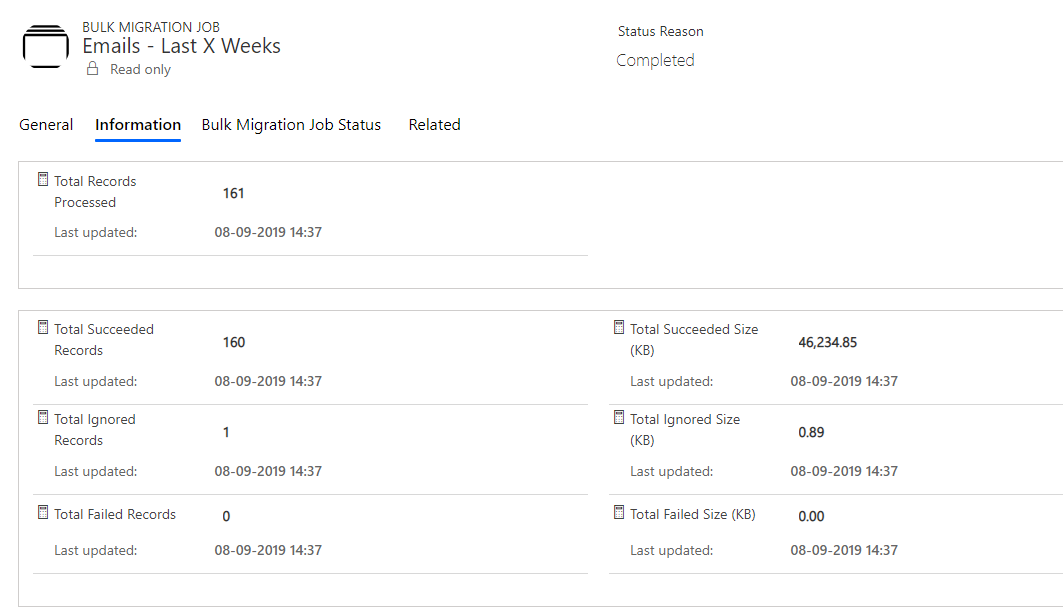 BULK MIGRATION JOB
Emails - Last X Weeks
Read only
Status Reason
Completed
General Information Bulk Migration Job Status Related
Total Records
Processed
161
Last updated: 08-09-2019 14:37
Total Succeeded
Records
160
Last updated: 08-09-2019 14:37
Total Succeeded Size
(KB)
46,234.85
Last updated: 08-09-2019 14:37
Total Ignored
Records
1
Last updated: 08-09-2019 14:37
Total Ignored Size
(KB)
0.89
Last updated: 08-09-2019 14:37
Total Failed Records 0
Last updated: 08-09-2019 14:37
Total Failed Size (KB) 0.00
Last updated: 08-09-2019 14:37